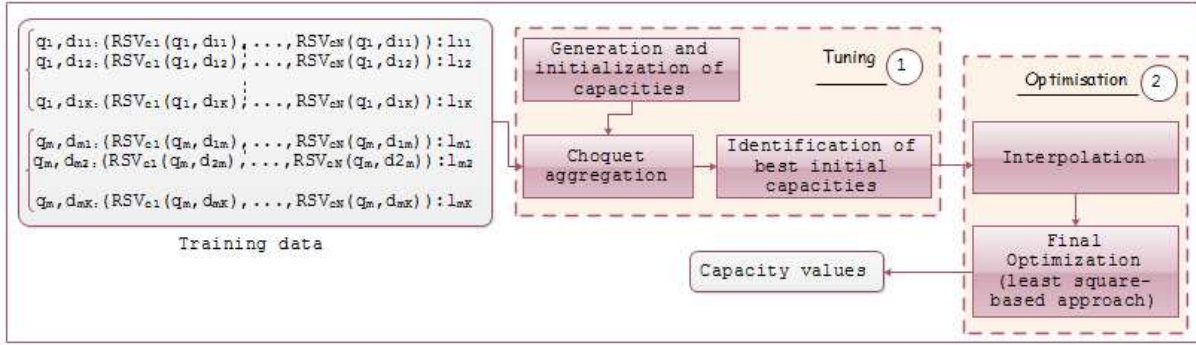 q₁,d₁₁:(RSVc₁(q₁,d₁₁),...,RSVcN(q₁,d₁₁)):l₁₁
q₁,d₁₂:(RSVc₁(q₁,d₁₂),...,RSVcN(q₁,d₁₂)):l₁₂
q₁,d₁K:(RSVc₁(q₁,d₁K),...,RSVcN(q₁,d₁K)):l₁K
qm,dm₁:(RSVc₁(qm,d₁m),...,RSVcN(qm,d₁m)):lm₁
qm,dm₂:(RSVc₁(qm,d₂m),...,RSVcN(qm,d2m)):lm₂
qm,dmK:(RSVc₁(qm,dmK),...,RSVcN(qm,dmK)):lmK
Training data
Generation and
initialization of
capacities
Tuning 1
Choquet
aggregation
Identification of
best initial
capacities
Optimisation 2
Interpolation
Final
Optimization
(least square-
based approach)
Capacity values